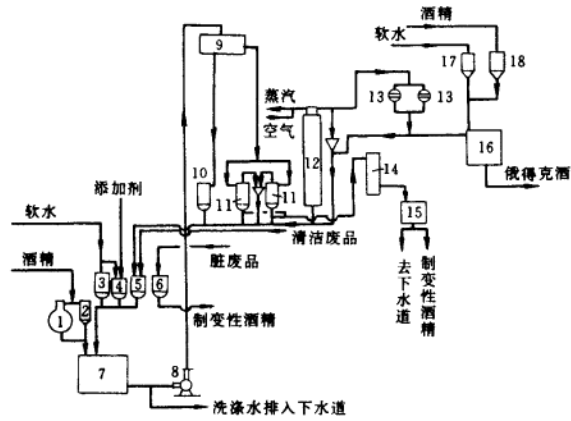 酒精
软水
17
18
9
蒸汽
空气
13
13
12
16
俄得克酒
14
10
11
11
15
添加剂
软水
清洁废品
酒精
脏废品
3
4
5
6
制变性酒精
去下水道
制变性酒精
1
2
7
8
洗涤水排入下水道